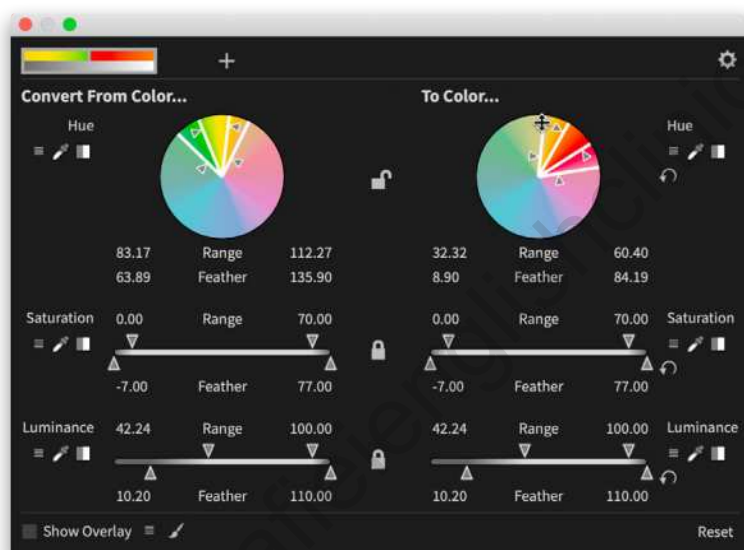 Convert From Color... To Color...
Hue Hue
83.17 Range 112.27 32.32 Range 60.40
63.89 Feather 135.90 8.90 Feather 84.19
Saturation 0.00 Range 70.00 0.00 Range 70.00 Saturation
-7.00 Feather 77.00 -7.00 Feather 77.00
Luminance 42.24 Range 100.00 42.24 Range 100.00 Luminance
10.20 Feather 110.00 10.20 Feather 110.00
Show Overlay Reset